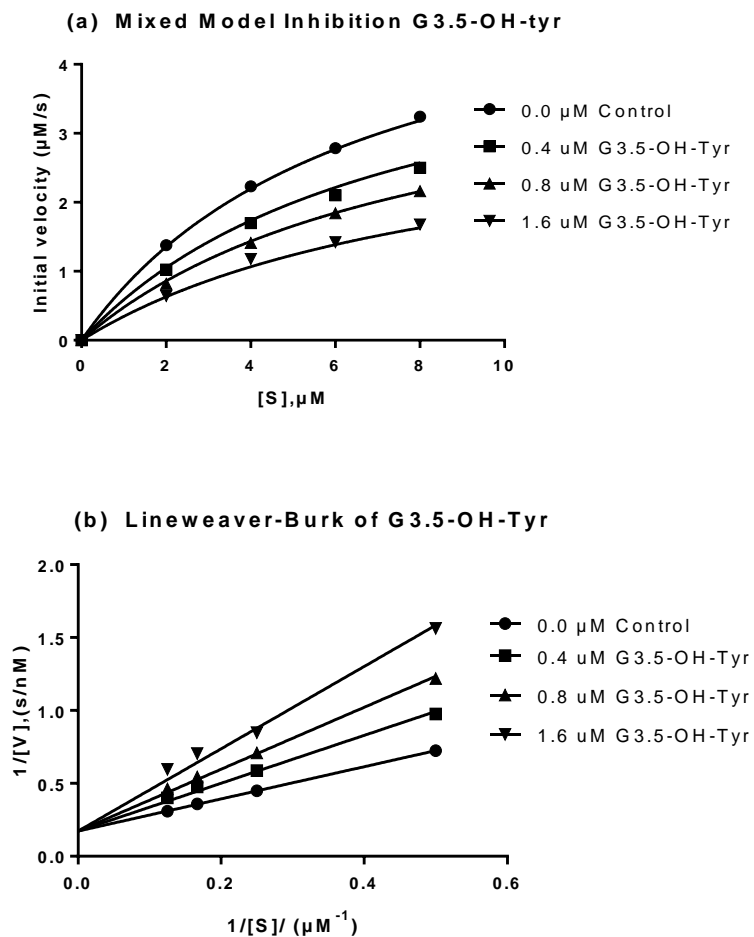 (a) Mixed Model Inhibition G3.5-OH-tyr
4
3
2
1
0
Initial velocity (µM/s)
0 2 4 6 8 10
[S],µM
0.0 µM Control
0.4 uM G3.5-OH-Tyr
0.8 uM G3.5-OH-Tyr
1.6 uM G3.5-OH-Tyr
(b) Lineweaver-Burk of G3.5-OH-Tyr
2.0
1.5
1.0
0.5
0.0
1/[V],(s/nM)
0.0 0.2 0.4 0.6
1/[S]/ (µM⁻¹)
0.0 µM Control
0.4 uM G3.5-OH-Tyr
0.8 uM G3.5-OH-Tyr
1.6 uM G3.5-OH-Tyr